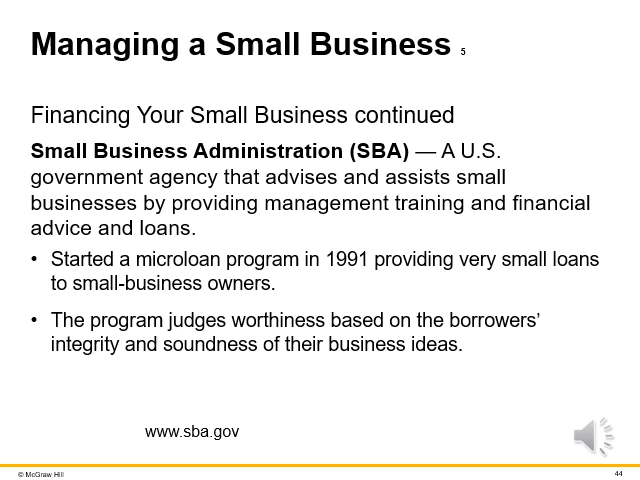 Managing a Small Business 5
Financing Your Small Business continued
Small Business Administration (SBA) — A U.S.
government agency that advises and assists small
businesses by providing management training and financial
advice and loans.
• Started a microloan program in 1991 providing very small loans
to small-business owners.
• The program judges worthiness based on the borrowers’
integrity and soundness of their business ideas.
www.sba.gov
© McGraw Hill
44